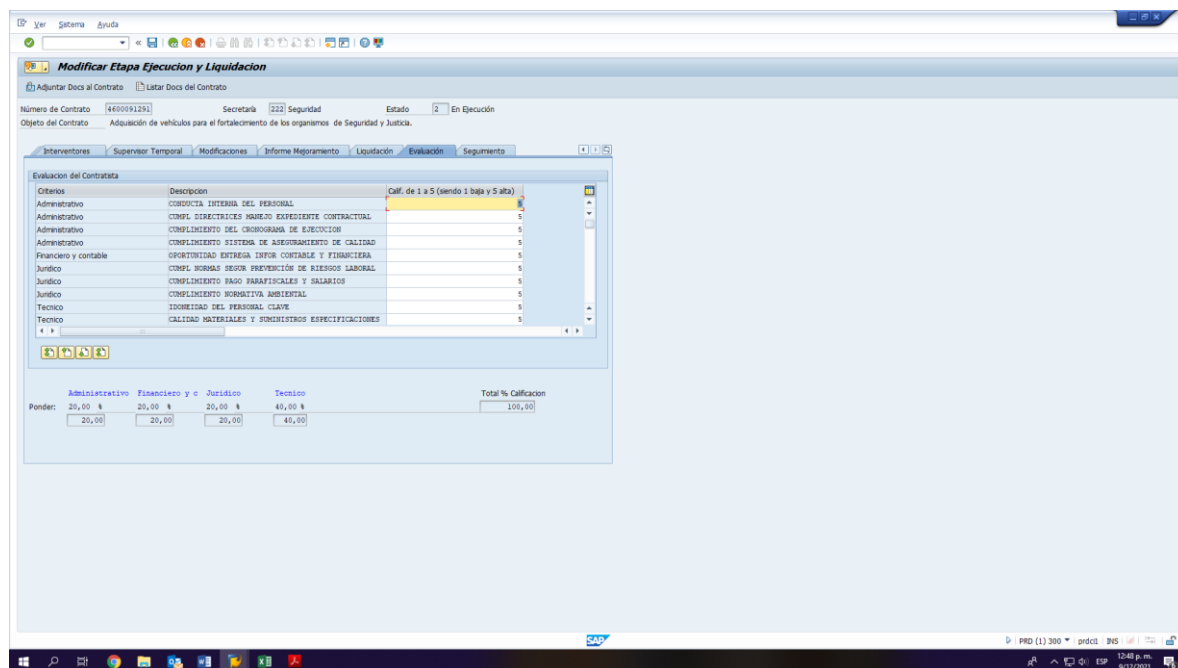 Ver Sistema Ayuda
Modificar Etapa Ejecucion y Liquidacion
Adjuntar Docs al Contrato Listar Docs del Contrato
Número de Contrato 4600091291 Secretaría 222 Seguridad Estado 2 En Ejecución
Objeto del Contrato Adquisición de vehículos para el fortalecimiento de los organismos de Seguridad y Justicia.
Interventores Supervisor Temporal Modificaciones Informe Mejoramiento Liquidación Evaluación Seguimiento
Evaluacion del Contratista
Criterios Descripcion Calif. de 1 a 5 (siendo 1 baja y 5 alta)
Administrativo CONDUCTA INTERNA DEL PERSONAL 5
Administrativo CUMPL DIRECTRICES MANEJO EXPEDIENTE CONTRACTUAL 5
Administrativo CUMPLIMIENTO DEL CRONOGRAMA DE EJECUCION 5
Administrativo CUMPLIMIENTO SISTEMA DE ASEGURAMIENTO DE CALIDAD 5
Financiero y contable OPORTUNIDAD ENTREGA INFOR CONTABLE Y FINANCIERA 5
Juridico CUMPL NORMAS SEGUR PREVENCIÓN DE RIESGOS LABORAL 5
Juridico CUMPLIMIENTO PAGO PARAFISCALES Y SALARIOS 5
Juridico CUMPLIMIENTO NORMATIVA AMBIENTAL 5
Tecnico IDONEIDAD DEL PERSONAL CLAVE 5
Tecnico CALIDAD MATERIALES Y SUMINISTROS ESPECIFICACIONES 5
Administrativo Financiero y c Juridico Tecnico Total % Calificacion
Ponder: 20,00 % 20,00 % 20,00 % 40,00 % 100,00
20,00 20,00 20,00 40,00
SAP PRD (1) 300 prdci1 INS
ESP 12:48 p. m.
9/12/2021